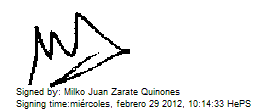 Signed by: Milko Juan Zarate Quinones
Signing time:miércoles, febrero 29 2012, 10:14:33 HePS